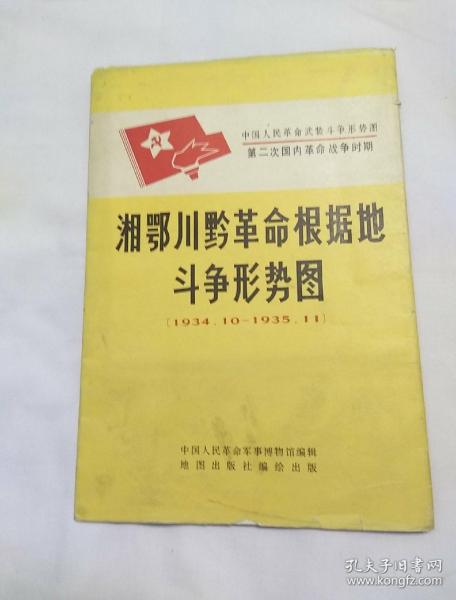 中国人民革命武装斗争形势图
第二次国内革命战争时期
湘鄂川黔革命根据地
斗争形势图
[1934.10-1935.11]
中国人民革命军事博物馆编辑
地图出版社编绘出版
孔夫子旧书网
www.kongfz.com